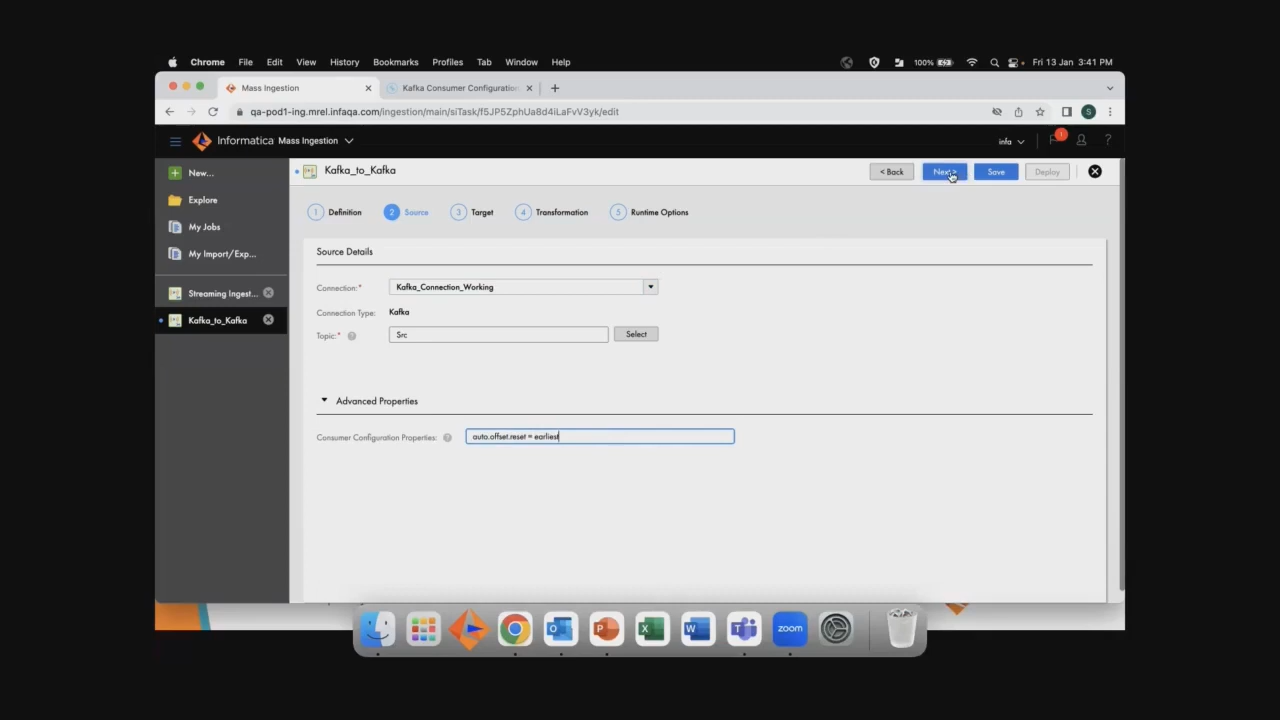 Chrome File Edit View History Bookmarks Profiles Tab Window Help 100% Fri 13 Jan 3:41 PM
Mass Ingestion Kafka Consumer Configuration
qa-pod1-ing.mrel.infaqa.com/ingestion/main/siTask/f5JP5ZphUa8d4iLaFvV3yk/edit S
Informatica Mass Ingestion infa 1 ?
New... Kafka_to_Kafka < Back Next > Save Deploy
Explore
1 Definition 2 Source 3 Target 4 Transformation 5 Runtime Options
My Jobs
My Import/Exp...
Source Details
Streaming Ingest...
Connection:* Kafka_Connection_Working
Kafka_to_Kafka
Connection Type: Kafka
Topic:* ? Src Select
Advanced Properties
Consumer Configuration Properties: ? auto.offset.reset = earliest
O P X W T zoom